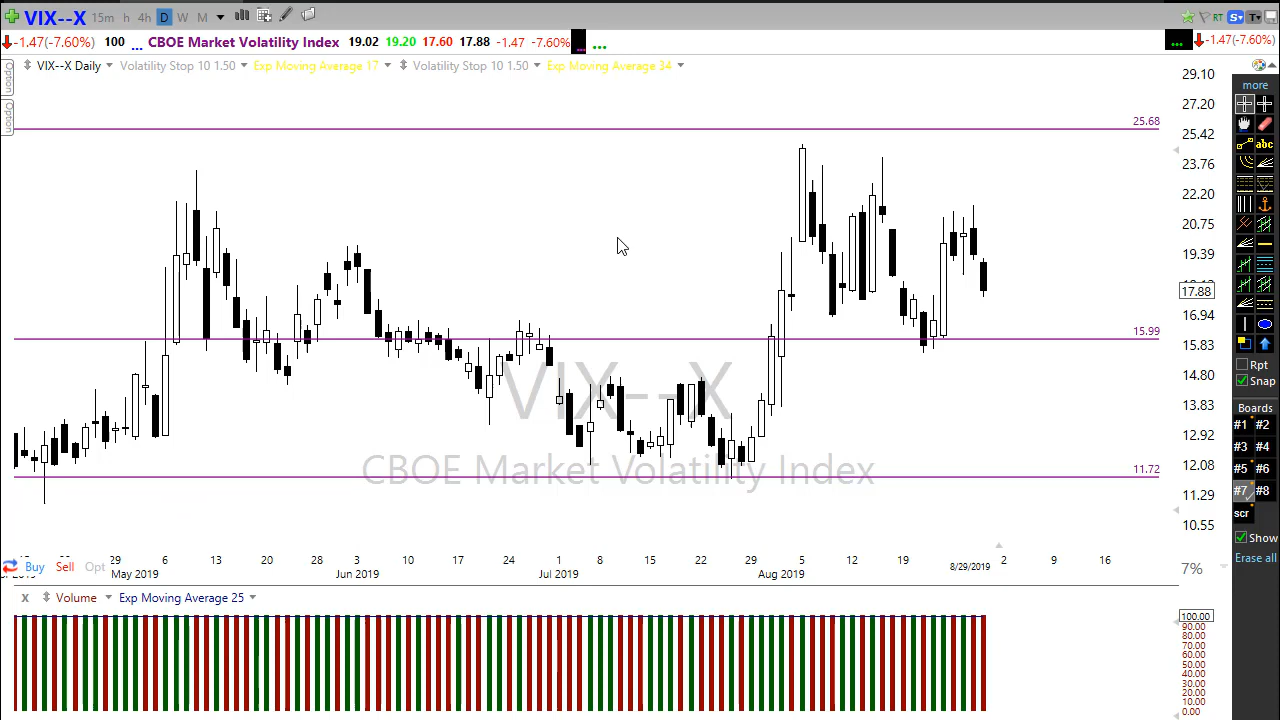 VIX--X 15m h 4h D W M S T RT
-1.47(-7.60%) 100 ... CBOE Market Volatility Index 19.02 19.20 17.60 17.88 -1.47 -7.60% ... ... ... -1.47(-7.60%)
VIX--X Daily Volatility Stop 10 1.50 Exp Moving Average 17 Volatility Stop 10 1.50 Exp Moving Average 34
Option
Option
29.10
27.20
25.68
25.42
23.76
22.20
20.75
19.39
17.88
16.94
15.99
15.83
14.80
13.83
12.92
12.08
11.72
11.29
10.55
VIX--X
CBOE Market Volatility Index
more
abc
Rpt
Snap
Boards
#1 #2
#3 #4
#5 #6
#7 #8
scr
Show
Erase all
29 6 13 20 28 3 10 17 24 1 8 15 22 29 5 12 19 8/29/2019 2 9 16
May 2019 Jun 2019 Jul 2019 Aug 2019
Buy Sell Opt 7%
X Volume Exp Moving Average 25
100.00
90.00
80.00
70.00
60.00
50.00
40.00
30.00
20.00
10.00
0.00